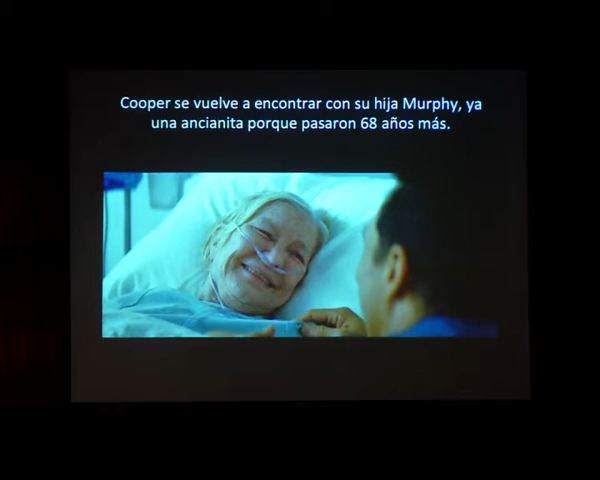 Cooper se vuelve a encontrar con su hija Murphy, ya
una ancianita porque pasaron 68 años más.